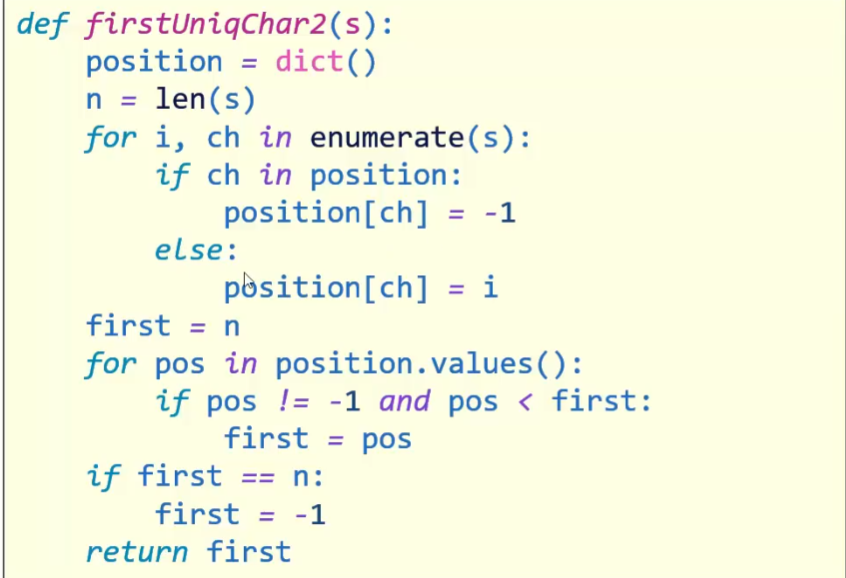 def firstUniqChar2(s):
    position = dict()
    n = len(s)
    for i, ch in enumerate(s):
        if ch in position:
            position[ch] = -1
        else:
            position[ch] = i
    first = n
    for pos in position.values():
        if pos != -1 and pos < first:
            first = pos
    if first == n:
        first = -1
    return first